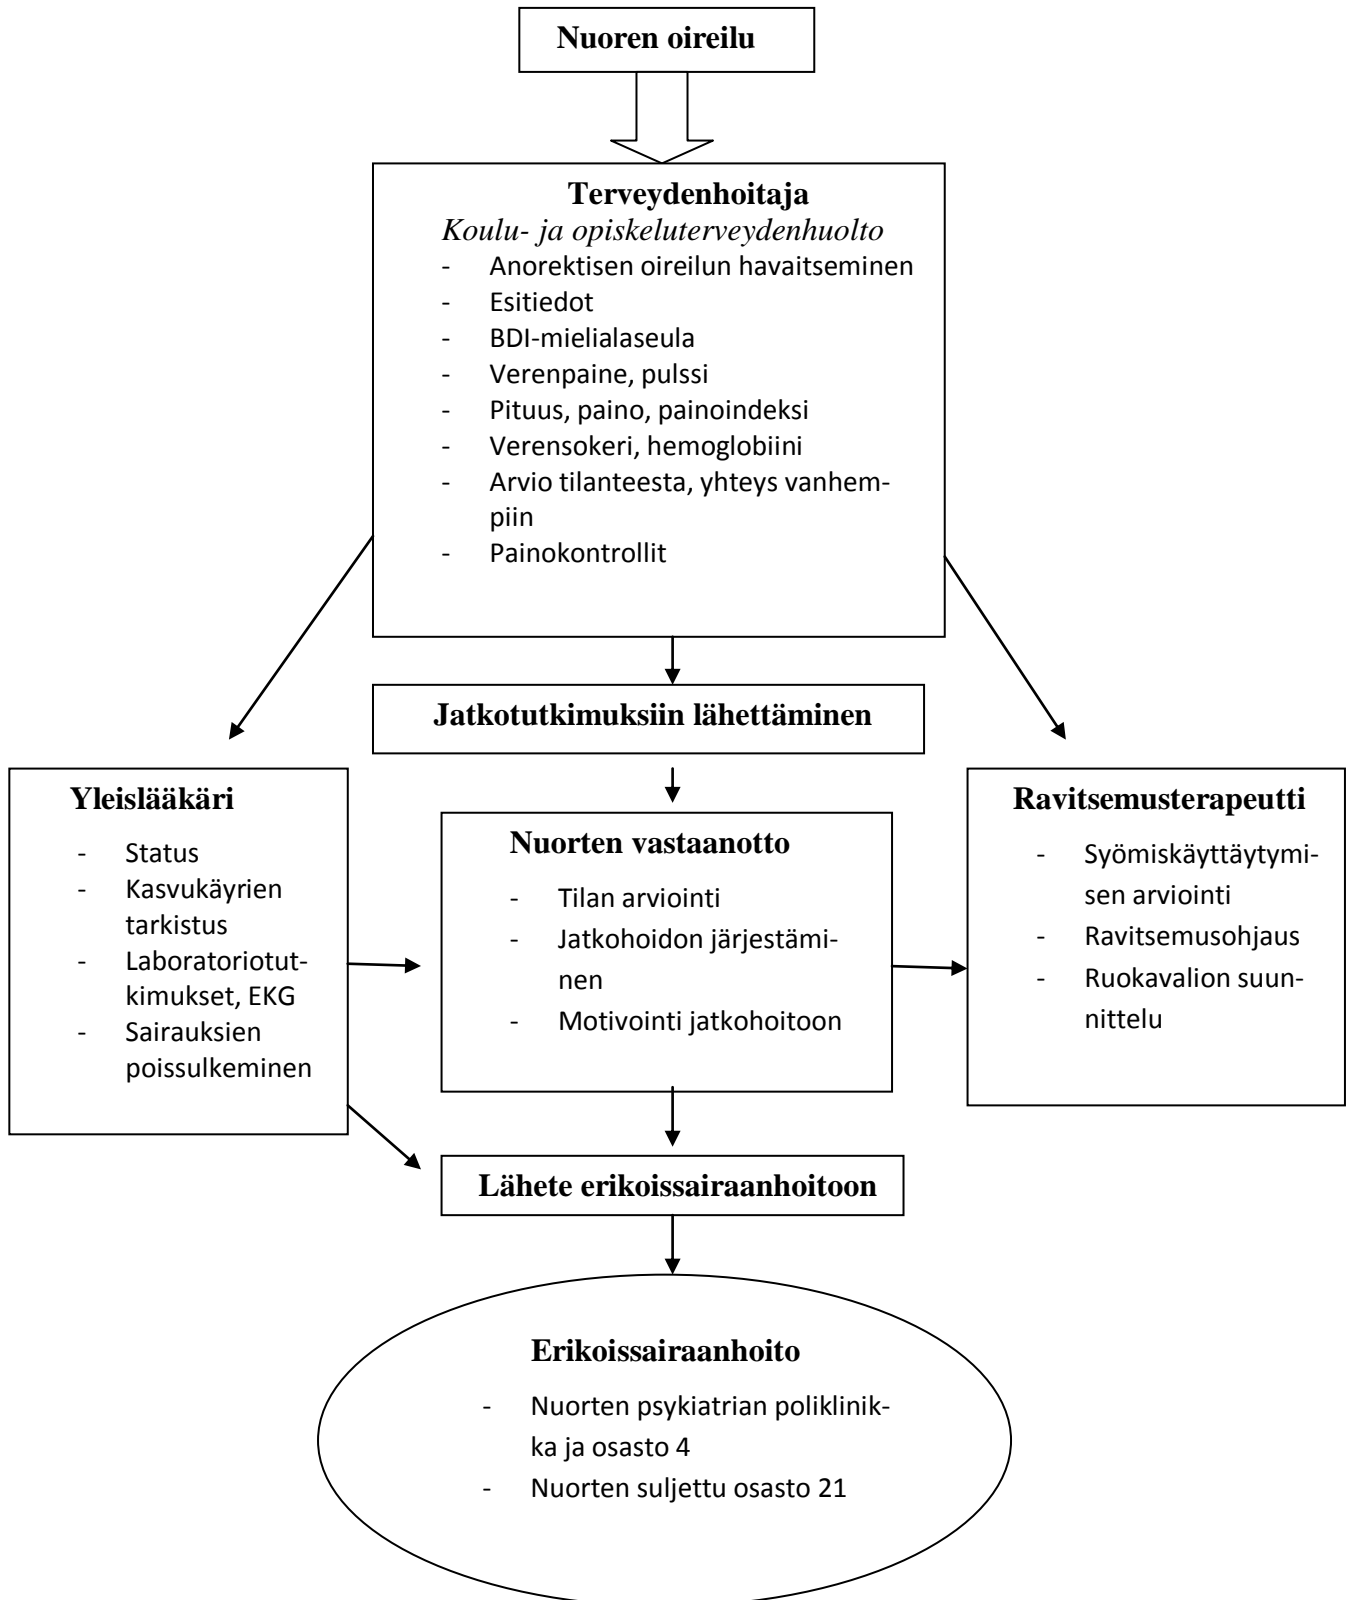 Nuoren oireilu
Terveydenhoitaja
Koulu- ja opiskeluterveydenhuolto
- Anorektisen oireilun havaitseminen
- Esitiedot
- BDI-mielialaseula
- Verenpaine, pulssi
- Pituus, paino, painoindeksi
- Verensokeri, hemoglobiini
- Arvio tilanteesta, yhteys vanhem-
piin
- Painokontrollit
Jatkotutkimuksiin lähettäminen
Yleislääkäri
- Status
- Kasvukäyrien
tarkistus
- Laboratoriotut-
kimukset, EKG
- Sairauksien
poissulkeminen
Nuorten vastaanotto
- Tilan arviointi
- Jatkohoidon järjestämi-
nen
- Motivointi jatkohoitoon
Ravitsemusterapeutti
- Syömiskäyttäytymi-
sen arviointi
- Ravitsemusohjaus
- Ruokavalion suun-
nittelu
Lähete erikoissairaanhoitoon
Erikoissairaanhoito
- Nuorten psykiatrian poliklinik-
ka ja osasto 4
- Nuorten suljettu osasto 21